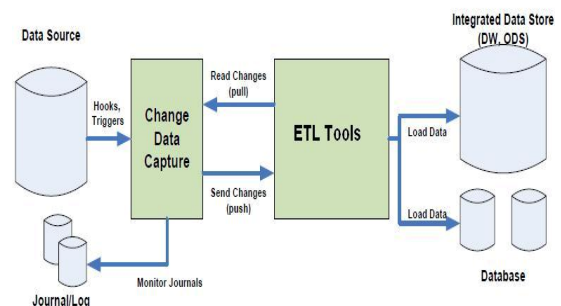 Integrated Data Store
(DW, ODS)
Data Source
Hooks,
Triggers
Change
Data
Capture
Read Changes
(pull)
ETL Tools
Load Data
Send Changes
(push)
Load Data
Monitor Journals
Journal/Log
Database